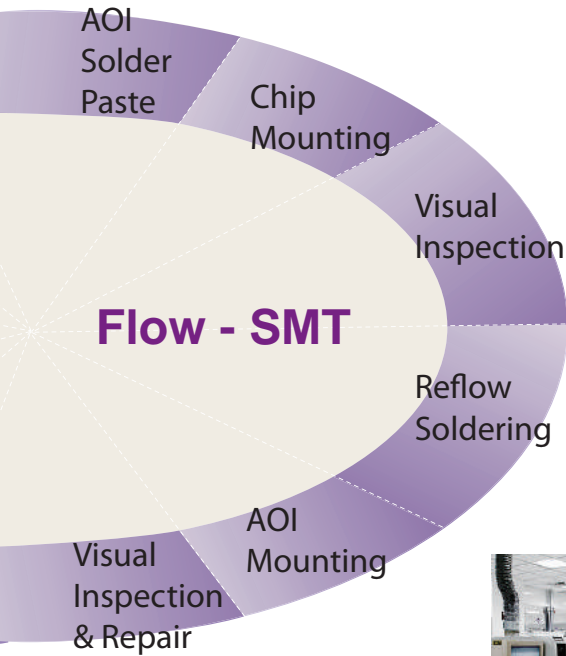 AOI
Solder
Paste
Chip
Mounting
Visual
Inspection
Flow - SMT
Reflow
Soldering
AOI
Mounting
Visual
Inspection
& Repair